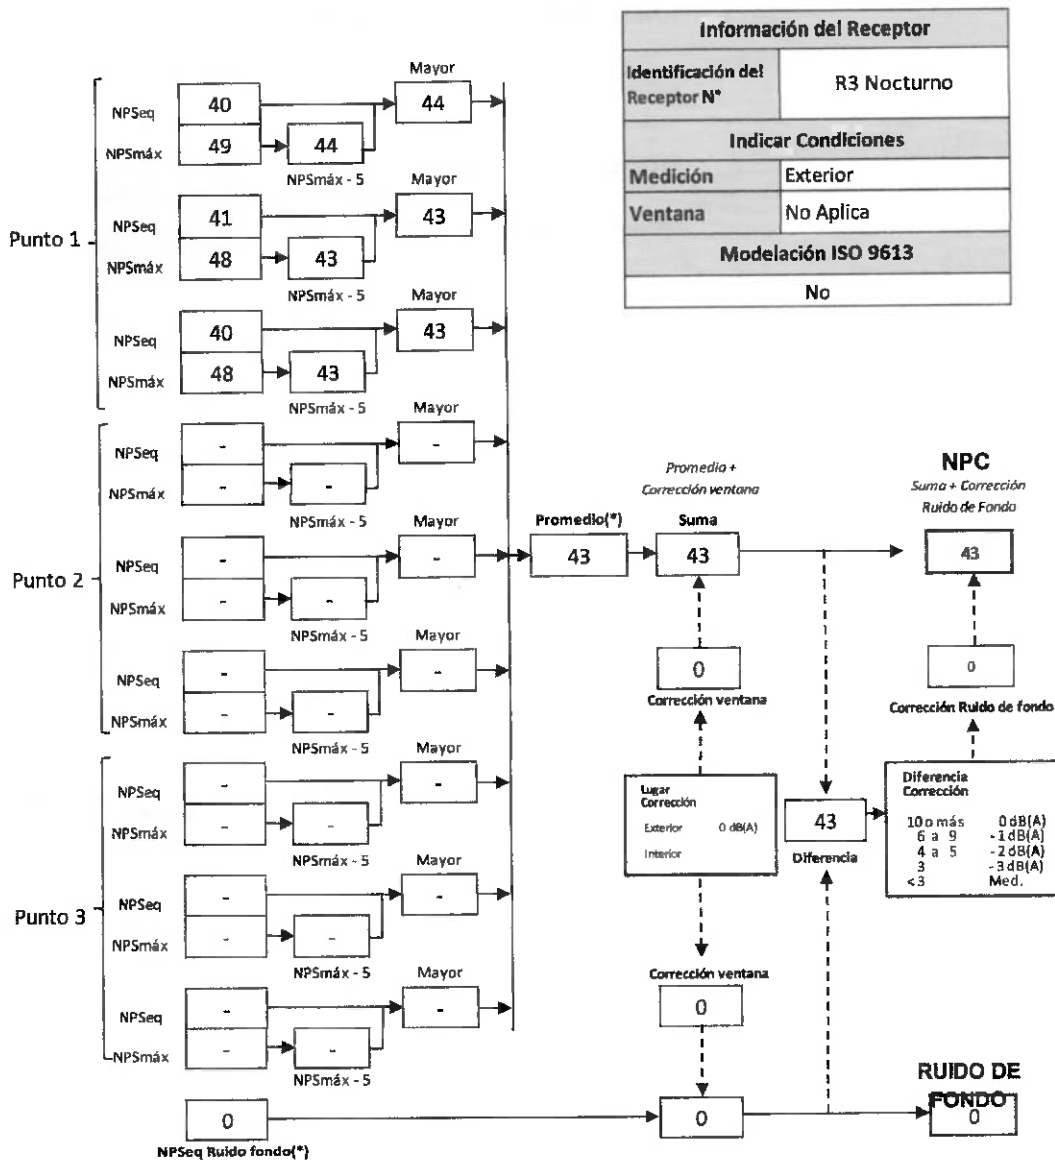 Información del Receptor
Identificación del Receptor N°
R3 Nocturno
Indicar Condiciones
Medición Exterior
Ventana No Aplica
Modelación ISO 9613
No
Punto 1
Mayor
NPSeq 40 44
NPSmáx 49 44
NPSmáx - 5
Mayor
NPSeq 41 43
NPSmáx 48 43
NPSmáx - 5
Mayor
NPSeq 40 43
NPSmáx 48 43
NPSmáx - 5
Punto 2
Mayor
NPSeq - -
NPSmáx - -
NPSmáx - 5
Mayor
NPSeq - -
NPSmáx - -
NPSmáx - 5
Mayor
NPSeq - -
NPSmáx - -
NPSmáx - 5
Punto 3
Mayor
NPSeq - -
NPSmáx - -
NPSmáx - 5
Mayor
NPSeq - -
NPSmáx - -
NPSmáx - 5
Mayor
NPSeq - -
NPSmáx - -
NPSmáx - 5
0
NPSeq Ruido fondo(*)
Promedio(*)
43
Promedio +
Corrección ventana
Suma
43
0
Corrección ventana
Lugar
Corrección
Exterior 0 dB(A)
Interior
Corrección ventana
0
0
43
Diferencia
NPC
Suma + Corrección
Ruido de Fondo
43
0
Corrección Ruido de fondo
Diferencia
Corrección
10 o más 0 dB(A)
6 a 9 -1 dB(A)
4 a 5 -2 dB(A)
3 -3 dB(A)
<3 Med.
RUIDO DE
FONDO
0